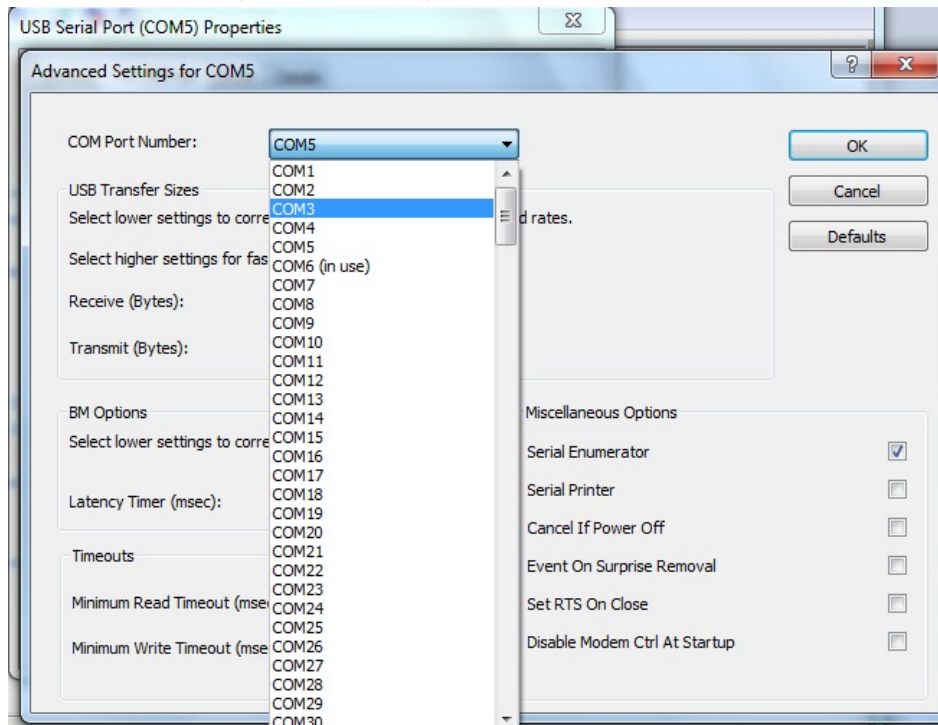 USB Serial Port (COM5) Properties
Advanced Settings for COM5
COM Port Number:
COM5
OK
Cancel
Defaults
COM1
COM2
COM3
COM4
COM5
COM6 (in use)
COM7
COM8
COM9
COM10
COM11
COM12
COM13
COM14
COM15
COM16
COM17
COM18
COM19
COM20
COM21
COM22
COM23
COM24
COM25
COM26
COM27
COM28
COM29
COM30
USB Transfer Sizes
Select lower settings to corre d rates.
Select higher settings for fas
Receive (Bytes):
Transmit (Bytes):
BM Options
Select lower settings to corre
Latency Timer (msec):
Timeouts
Minimum Read Timeout (mse
Minimum Write Timeout (mse
Miscellaneous Options
Serial Enumerator
Serial Printer
Cancel If Power Off
Event On Surprise Removal
Set RTS On Close
Disable Modem Ctrl At Startup